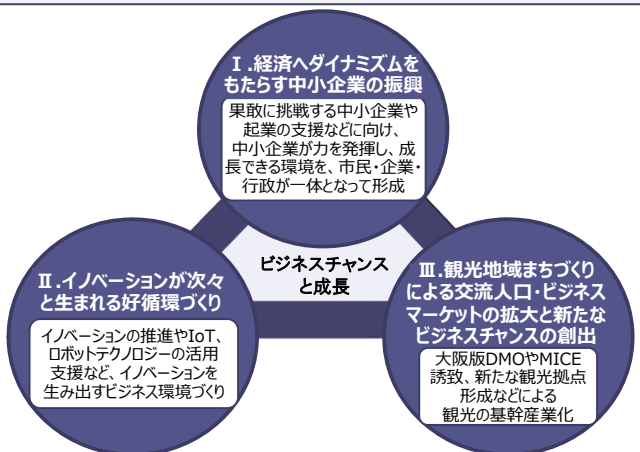 Ⅰ.経済へダイナミズムを
もたらす中小企業の振興
果敢に挑戦する中小企業や
起業の支援などに向け、
中小企業が力を発揮し、成
長できる環境を、市民・企業・
行政が一体となって形成
ビジネスチャンス
と成長
Ⅱ.イノベーションが次々
と生まれる好循環づくり
イノベーションの推進やIoT、
ロボットテクノロジーの活用
支援など、イノベーションを
生み出すビジネス環境づくり
Ⅲ.観光地域まちづくり
による交流人口・ビジネス
マーケットの拡大と新たな
ビジネスチャンスの創出
大阪版DMOやMICE
誘致、新たな観光拠点
形成などによる
観光の基幹産業化